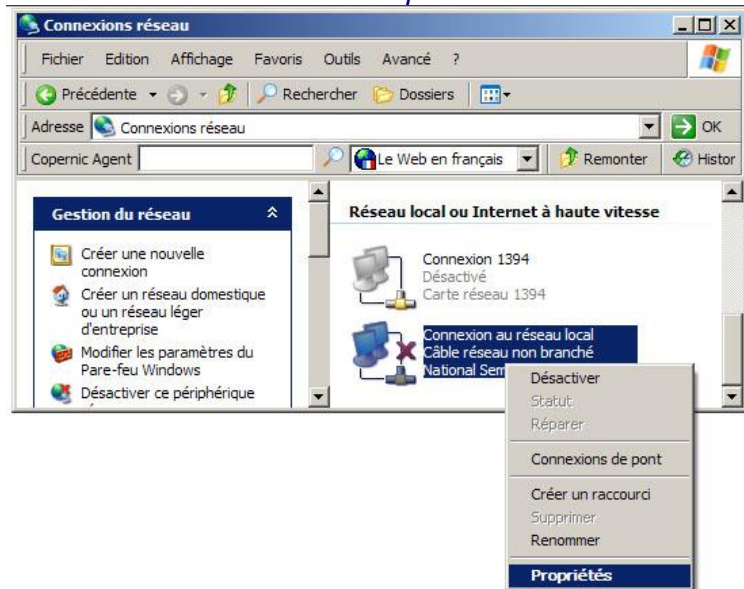 Connexions réseau
Fichier Edition Affichage Favoris Outils Avancé ?
Précédente Rechercher Dossiers
Adresse Connexions réseau OK
Copernic Agent Le Web en français Remonter Histor
Gestion du réseau
Créer une nouvelle
connexion
Créer un réseau domestique
ou un réseau léger
d'entreprise
Modifier les paramètres du
Pare-feu Windows
Désactiver ce périphérique
Réseau local ou Internet à haute vitesse
Connexion 1394
Désactivé
Carte réseau 1394
Connexion au réseau local
Câble réseau non branché
National Sem
Désactiver
Statut
Réparer
Connexions de pont
Créer un raccourci
Supprimer
Renommer
Propriétés